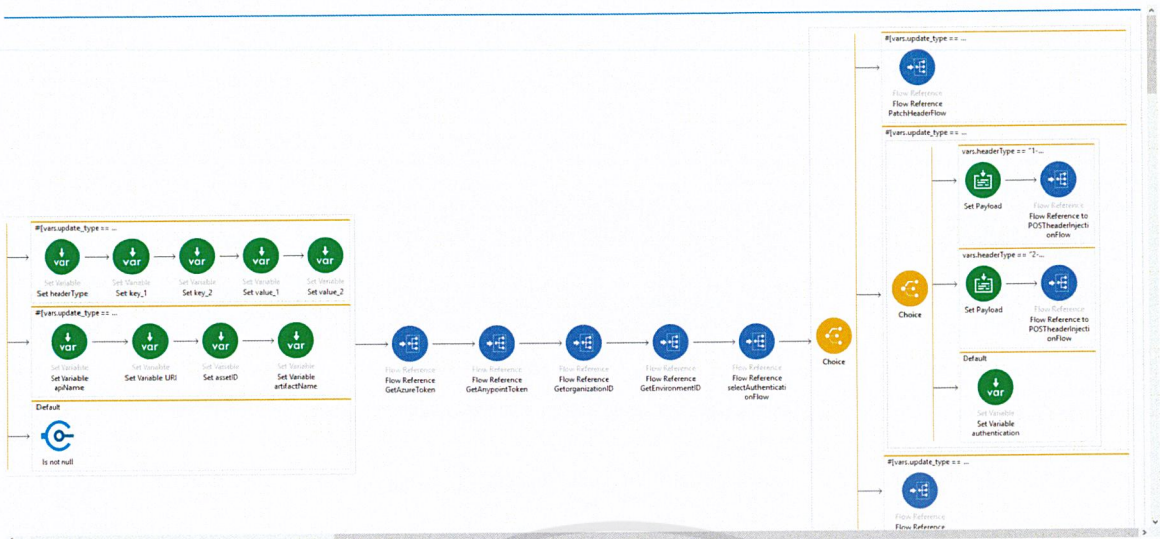 #[vars.update_type == ...
var
var
var
var
var
Set Variable
Set Variable
Set Variable
Set Variable
Set Variable
Set headerType
Set key_1
Set key_2
Set value_1
Set value_2
#[vars.update_type == ...
var
var
var
var
Set Variable
Set Variable
Set Variable
Set Variable
Set Variable
apiName
Set Variable URI
Set assetID
Set Variable
artifactName
Default
Is not null
Flow Reference
Flow Reference
GetAzureToken
Flow Reference
Flow Reference
GetAnypointToken
Flow Reference
Flow Reference
GetorganizationID
Flow Reference
Flow Reference
GetEnvironmentID
Flow Reference
Flow Reference
selectAuthenticati
onFlow
Choice
#[vars.update_type == ...
Flow Reference
Flow Reference
PatchHeaderFlow
#[vars.update_type == ...
Choice
vars.headerType == "1-...
Set Payload
Flow Reference
Flow Reference to
POSTheaderInjecti
onFlow
vars.headerType == "2-...
Set Payload
Flow Reference
Flow Reference to
POSTheaderInjecti
onFlow
Default
var
Set Variable
Set Variable
authentication
#[vars.update_type == ...
Flow Reference
Flow Reference